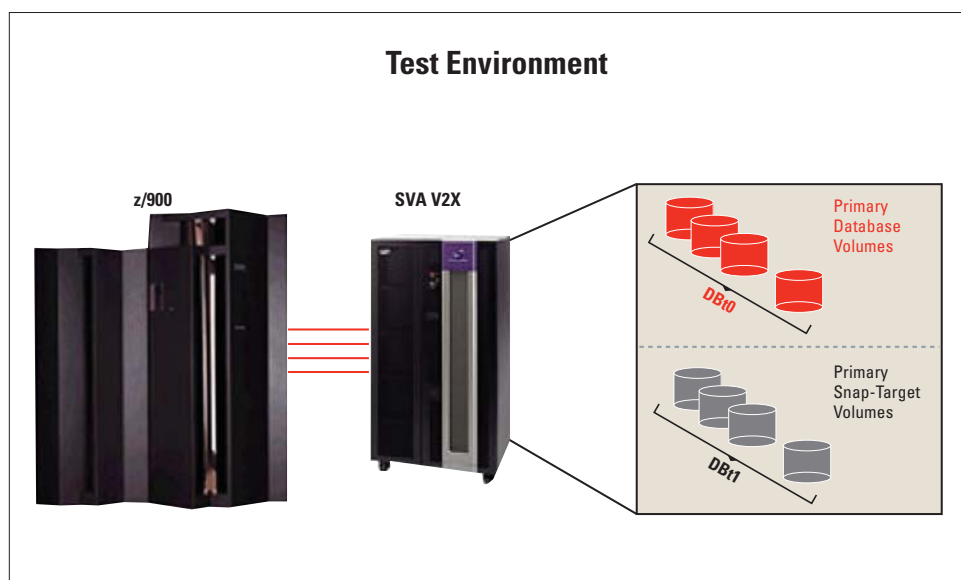 Test Environment
z/900
SVA V2X
Primary
Database
Volumes
DBt0
Primary
Snap-Target
Volumes
DBt1